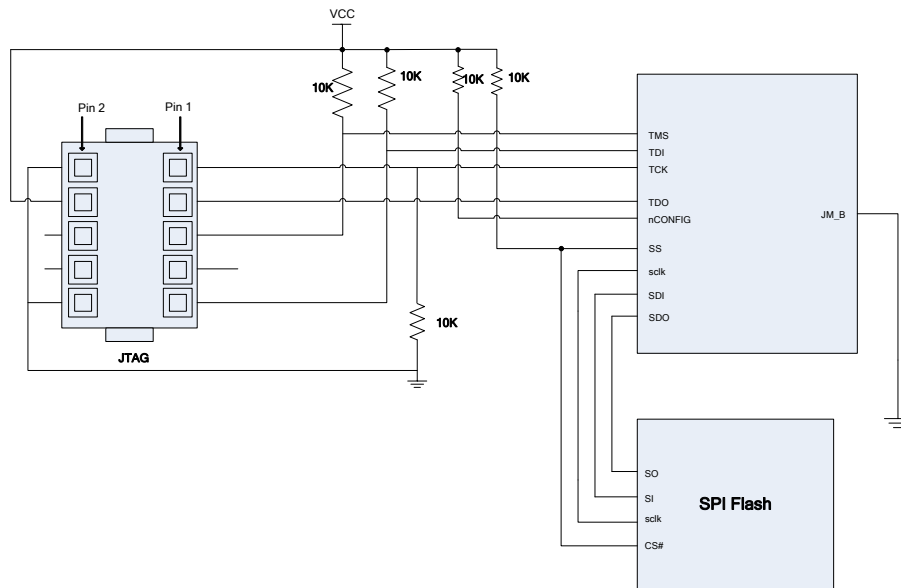 VCC
10K
10K
10K
10K
Pin 2
Pin 1
TMS
TDI
TCK
TDO
nCONFIG
JM_B
SS
sclk
SDI
SDO
10K
JTAG
SO
SI
SPI Flash
sclk
CS#